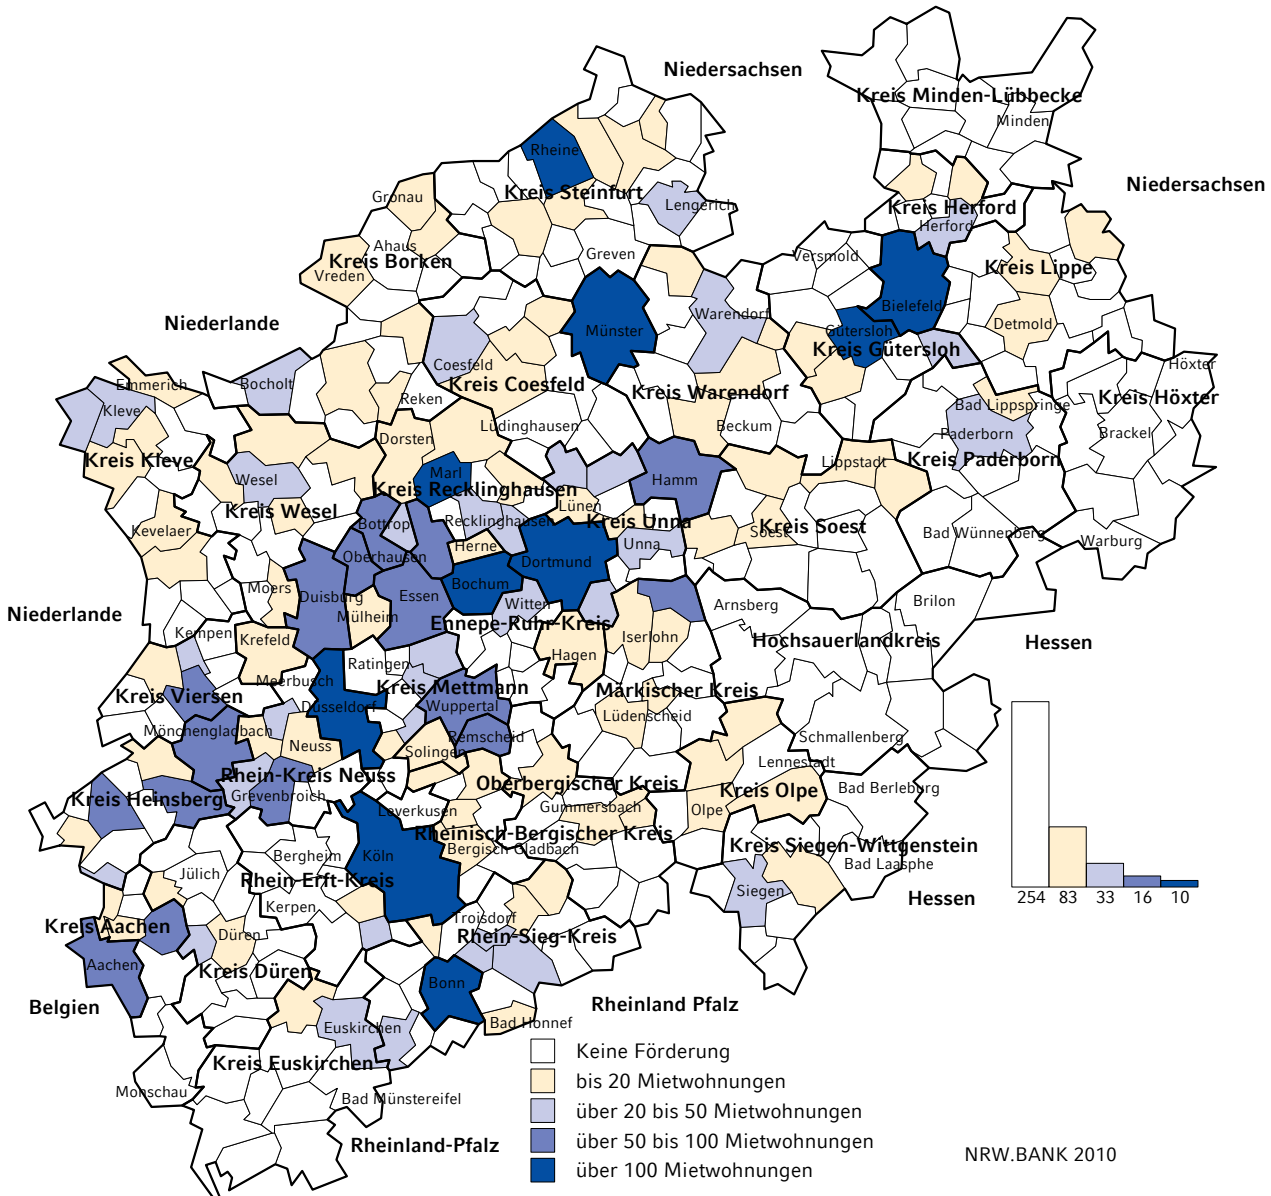 Niedersachsen
Kreis Minden-Lübbecke
Minden
Rheine
Niedersachsen
Gronau
Kreis Steinfurt
Lengerich
Kreis Herford
Herford
Ahaus
Kreis Borken
Greven
Versmold
Kreis Lippe
Vreden
Bielefeld
Niederlande
Münster
Warendorf
Gütersloh
Detmold
Kreis Gütersloh
Coesfeld
Höxter
Emmerich
Bocholt
Kreis Coesfeld
Kreis Warendorf
Kreis Höxter
Reken
Bad Lippspringe
Kleve
Lüdinghausen
Beckum
Paderborn
Brackel
Dorsten
Kreis Kleve
Lippstadt
Kreis Paderborn
Marl
Wesel
Kreis Recklinghausen
Hamm
Kreis Wesel
Lünen
Kevelaer
Bottrop
Recklinghausen
Kreis Unna
Kreis Soest
Soest
Bad Wünnenberg
Warburg
Herne
Unna
Oberhausen
Dortmund
Moers
Bochum
Duisburg
Essen
Witten
Arnsberg
Brilon
Niederlande
Mülheim
Ennepe-Ruhr-Kreis
Kempen
Krefeld
Iserlohn
Hochsauerlandkreis
Hessen
Ratingen
Hagen
Meerbusch
Kreis Mettmann
Märkischer Kreis
Kreis Viersen
Düsseldorf
Wuppertal
Lüdenscheid
Mönchengladbach
Neuss
Remscheid
Schmallenberg
Solingen
Lennestadt
Rhein-Kreis Neuss
Oberbergischer Kreis
Kreis Olpe
Bad Berleburg
Kreis Heinsberg
Grevenbroich
Leverkusen
Gummersbach
Olpe
Rheinisch-Bergischer Kreis
Kreis Siegen-Wittgenstein
Bergheim
Köln
Bergisch Gladbach
Bad Laasphe
Jülich
Rhein Erft-Kreis
Siegen
254 83 33 16 10
Hessen
Kerpen
Troisdorf
Kreis Aachen
Düren
Rhein-Sieg-Kreis
Aachen
Kreis Düren
Bonn
Belgien
Rheinland Pfalz
Euskirchen
Bad Honnef
Keine Förderung
Kreis Euskirchen
bis 20 Mietwohnungen
Monschau
Bad Münstereifel
über 20 bis 50 Mietwohnungen
Rheinland-Pfalz
über 50 bis 100 Mietwohnungen
NRW.BANK 2010
über 100 Mietwohnungen